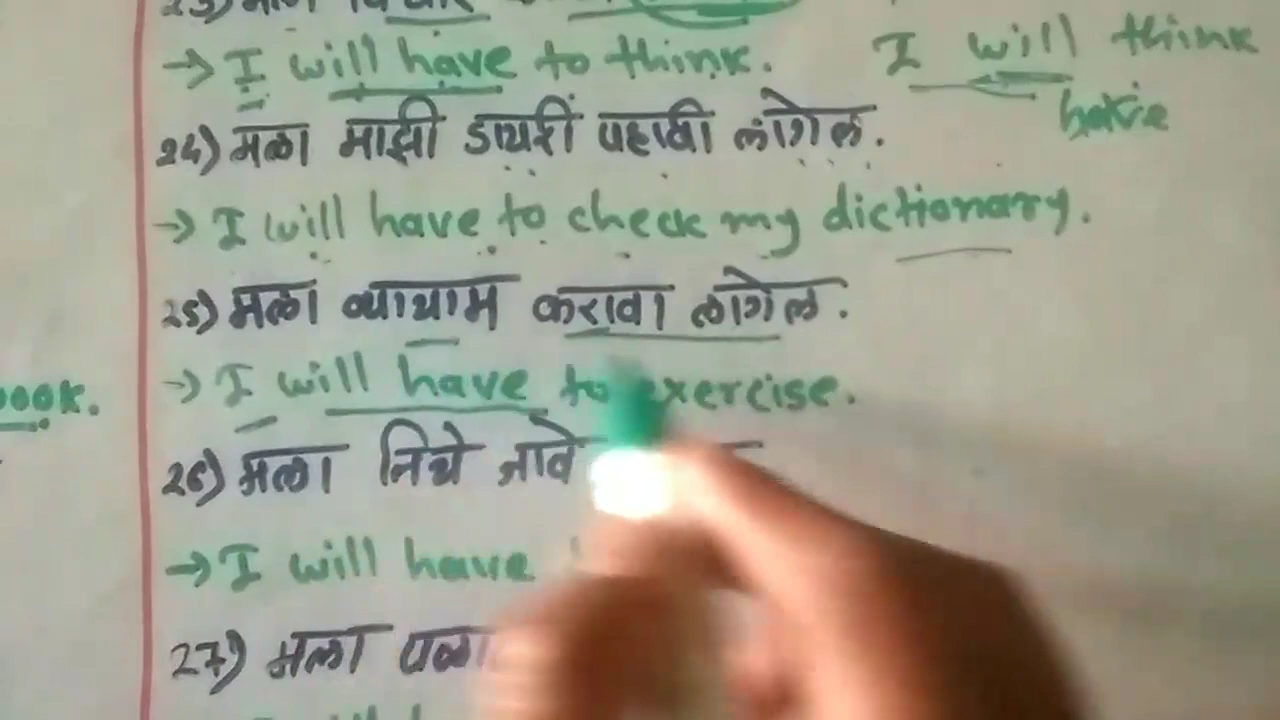 → I will have to think. I will think
have
24) मला माझी डायरी पहावी लागेल.
→ I will have to check my dictionary.
25) मला व्यायाम करावा लागेल.
book. → I will have to exercise.
26) मला निचे जावे
→ I will have
27) मला